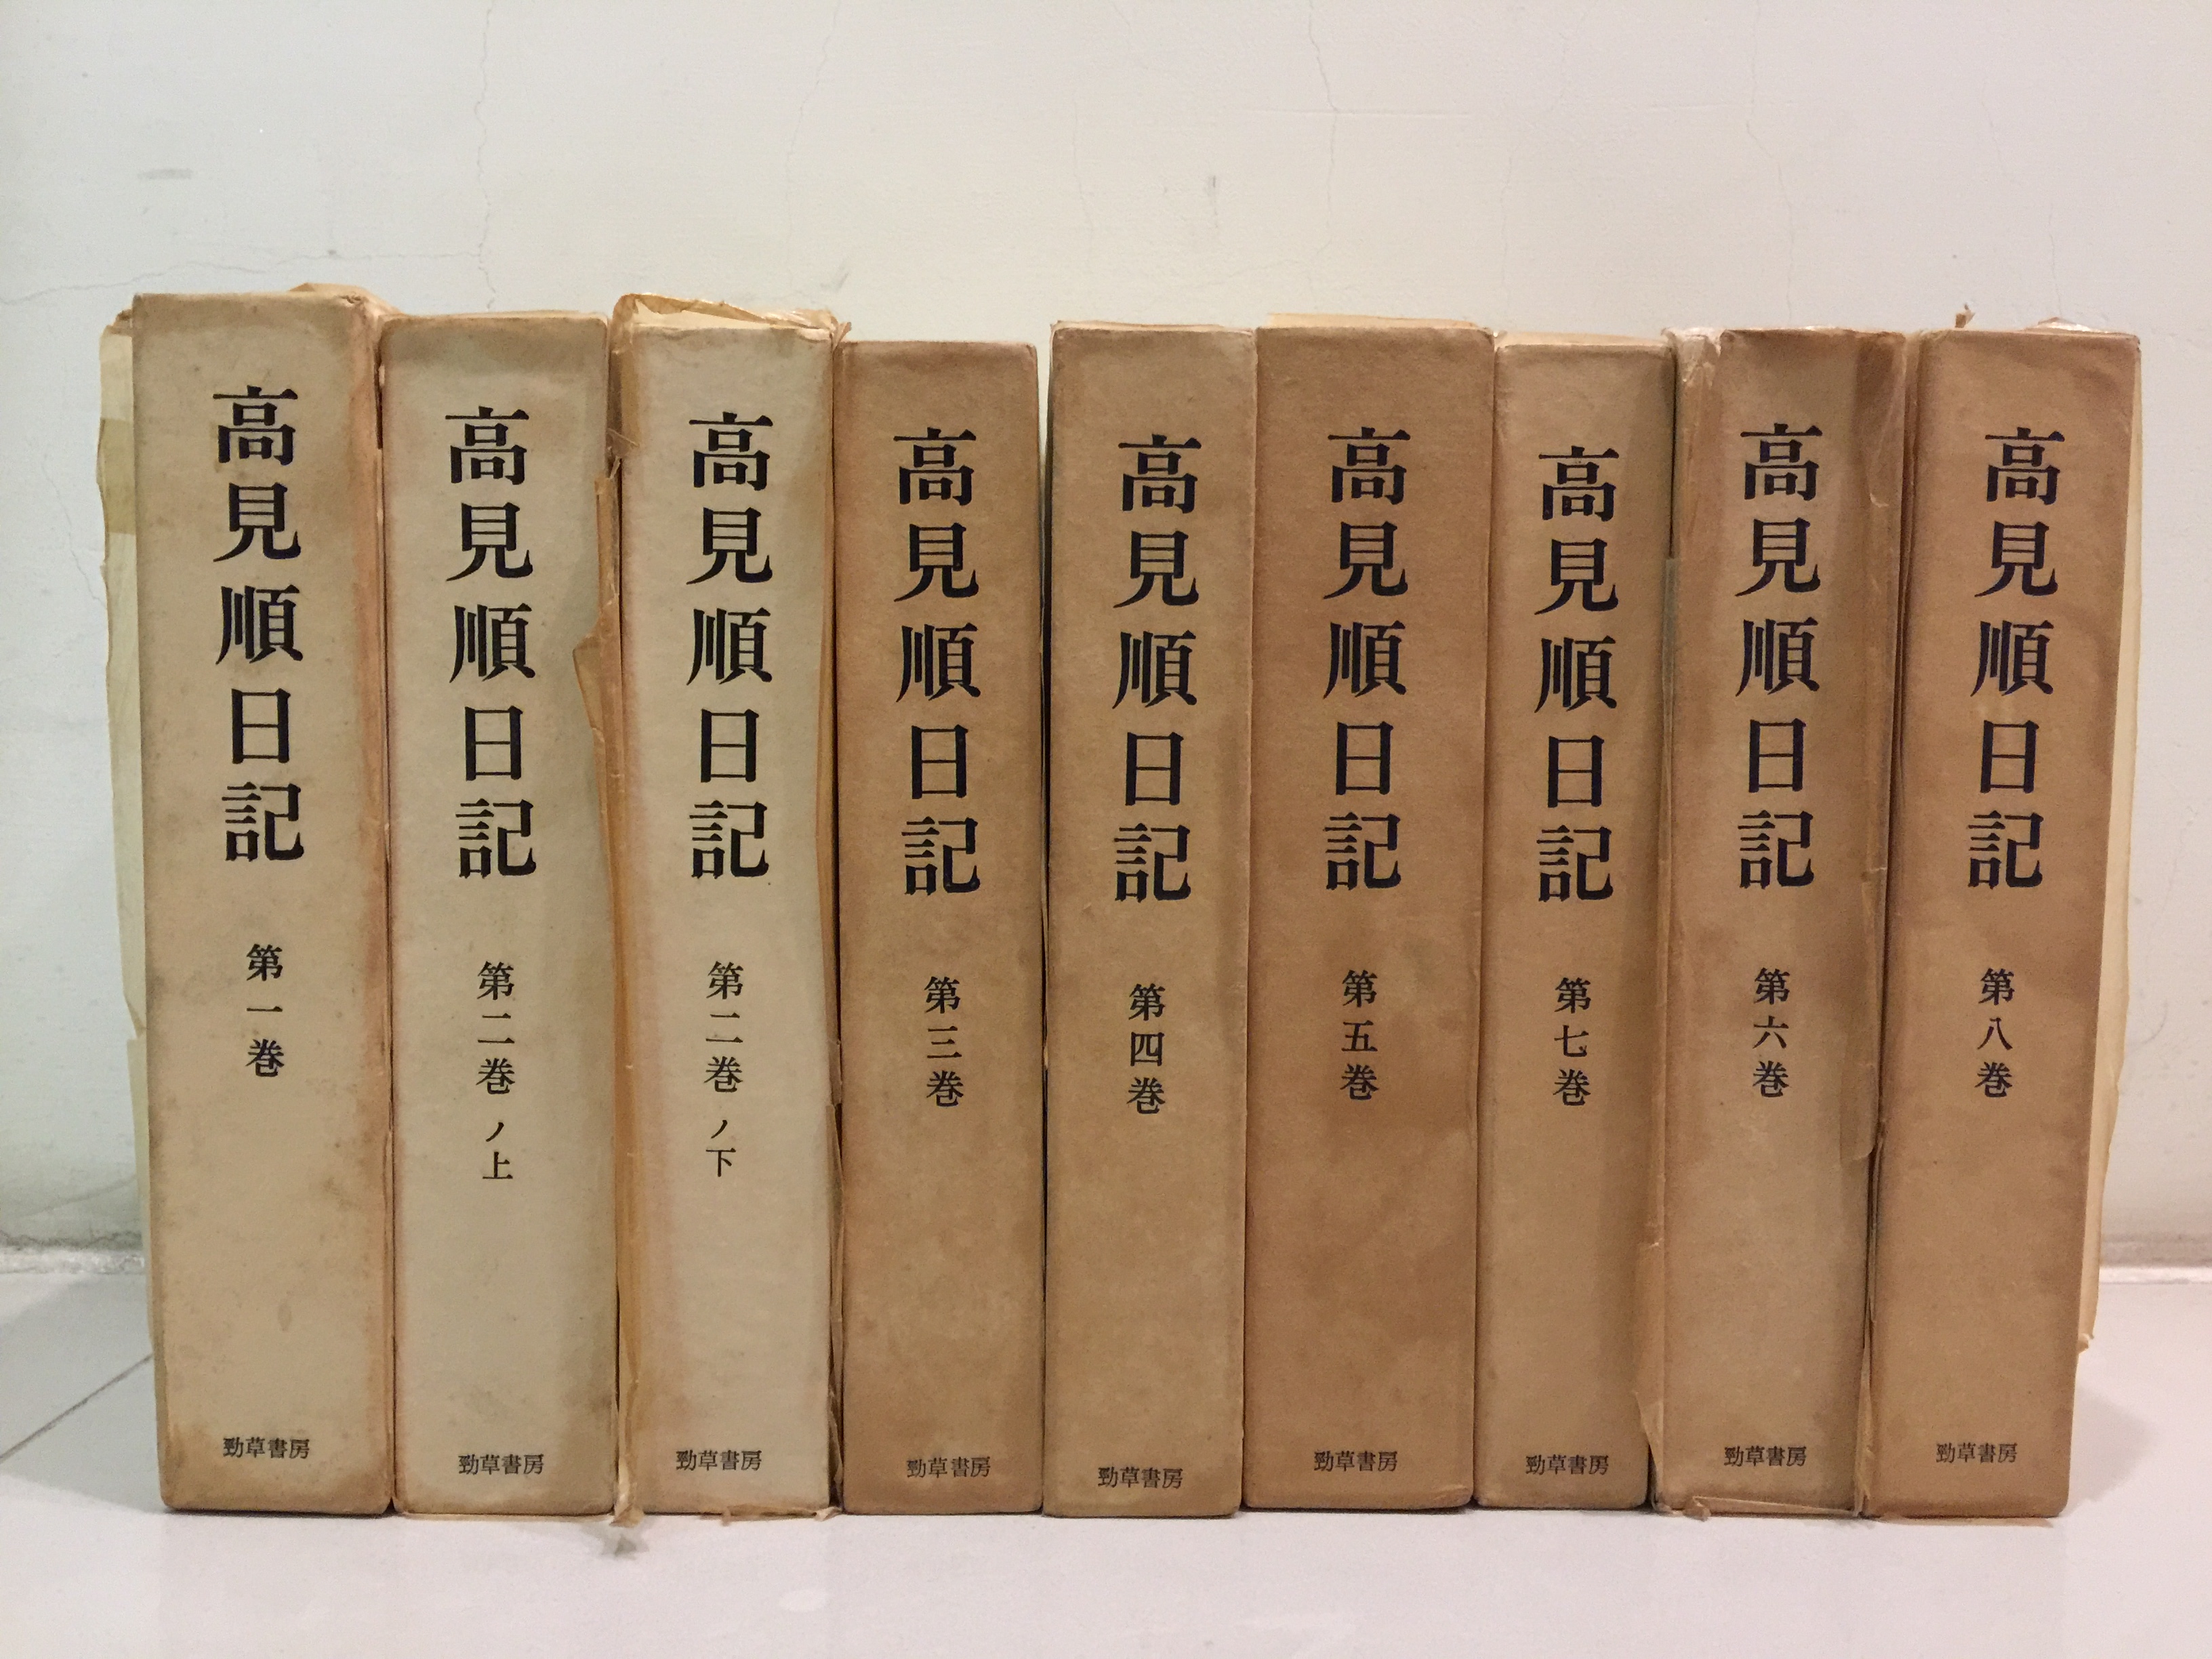 高見順日記
第一巻
勁草書房
高見順日記
第二巻ノ上
勁草書房
高見順日記
第二巻ノ下
勁草書房
高見順日記
第三巻
勁草書房
高見順日記
第四巻
勁草書房
高見順日記
第五巻
勁草書房
高見順日記
第七巻
勁草書房
高見順日記
第六巻
勁草書房
高見順日記
第八巻
勁草書房